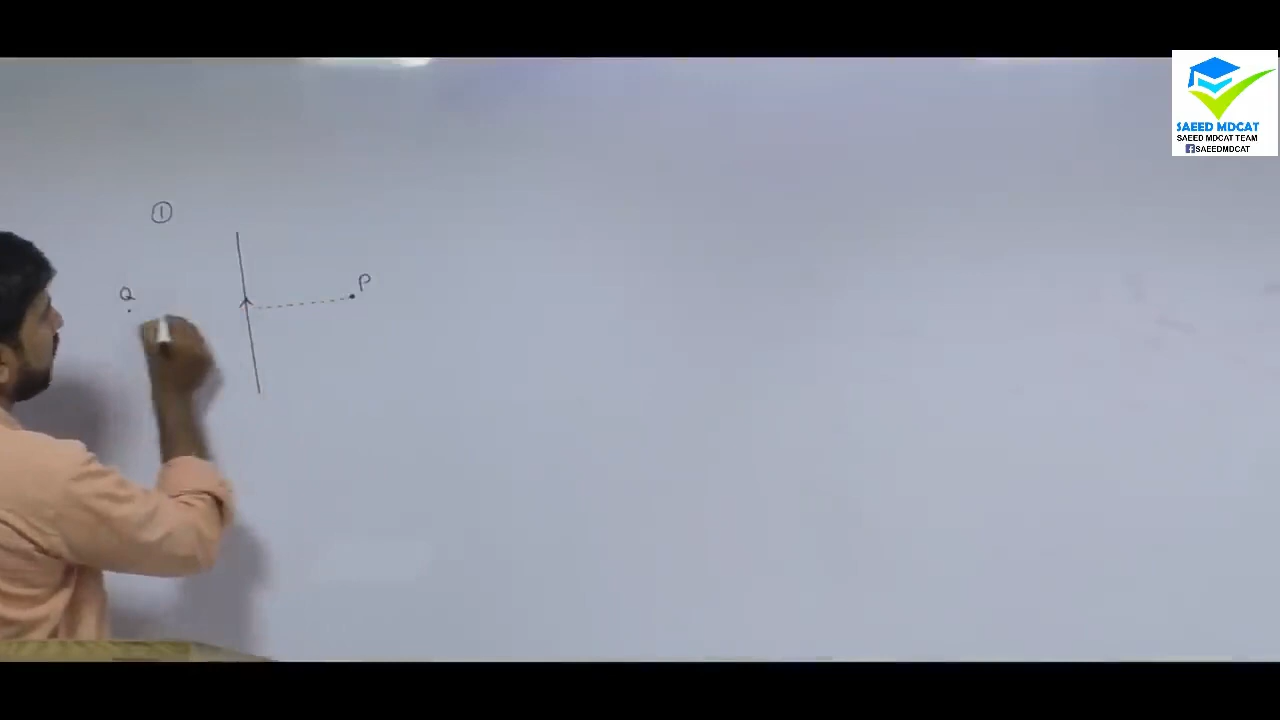 ①
Q
P
SAEED MDCAT
SAEED MDCAT TEAM
SAEEDMDCAT